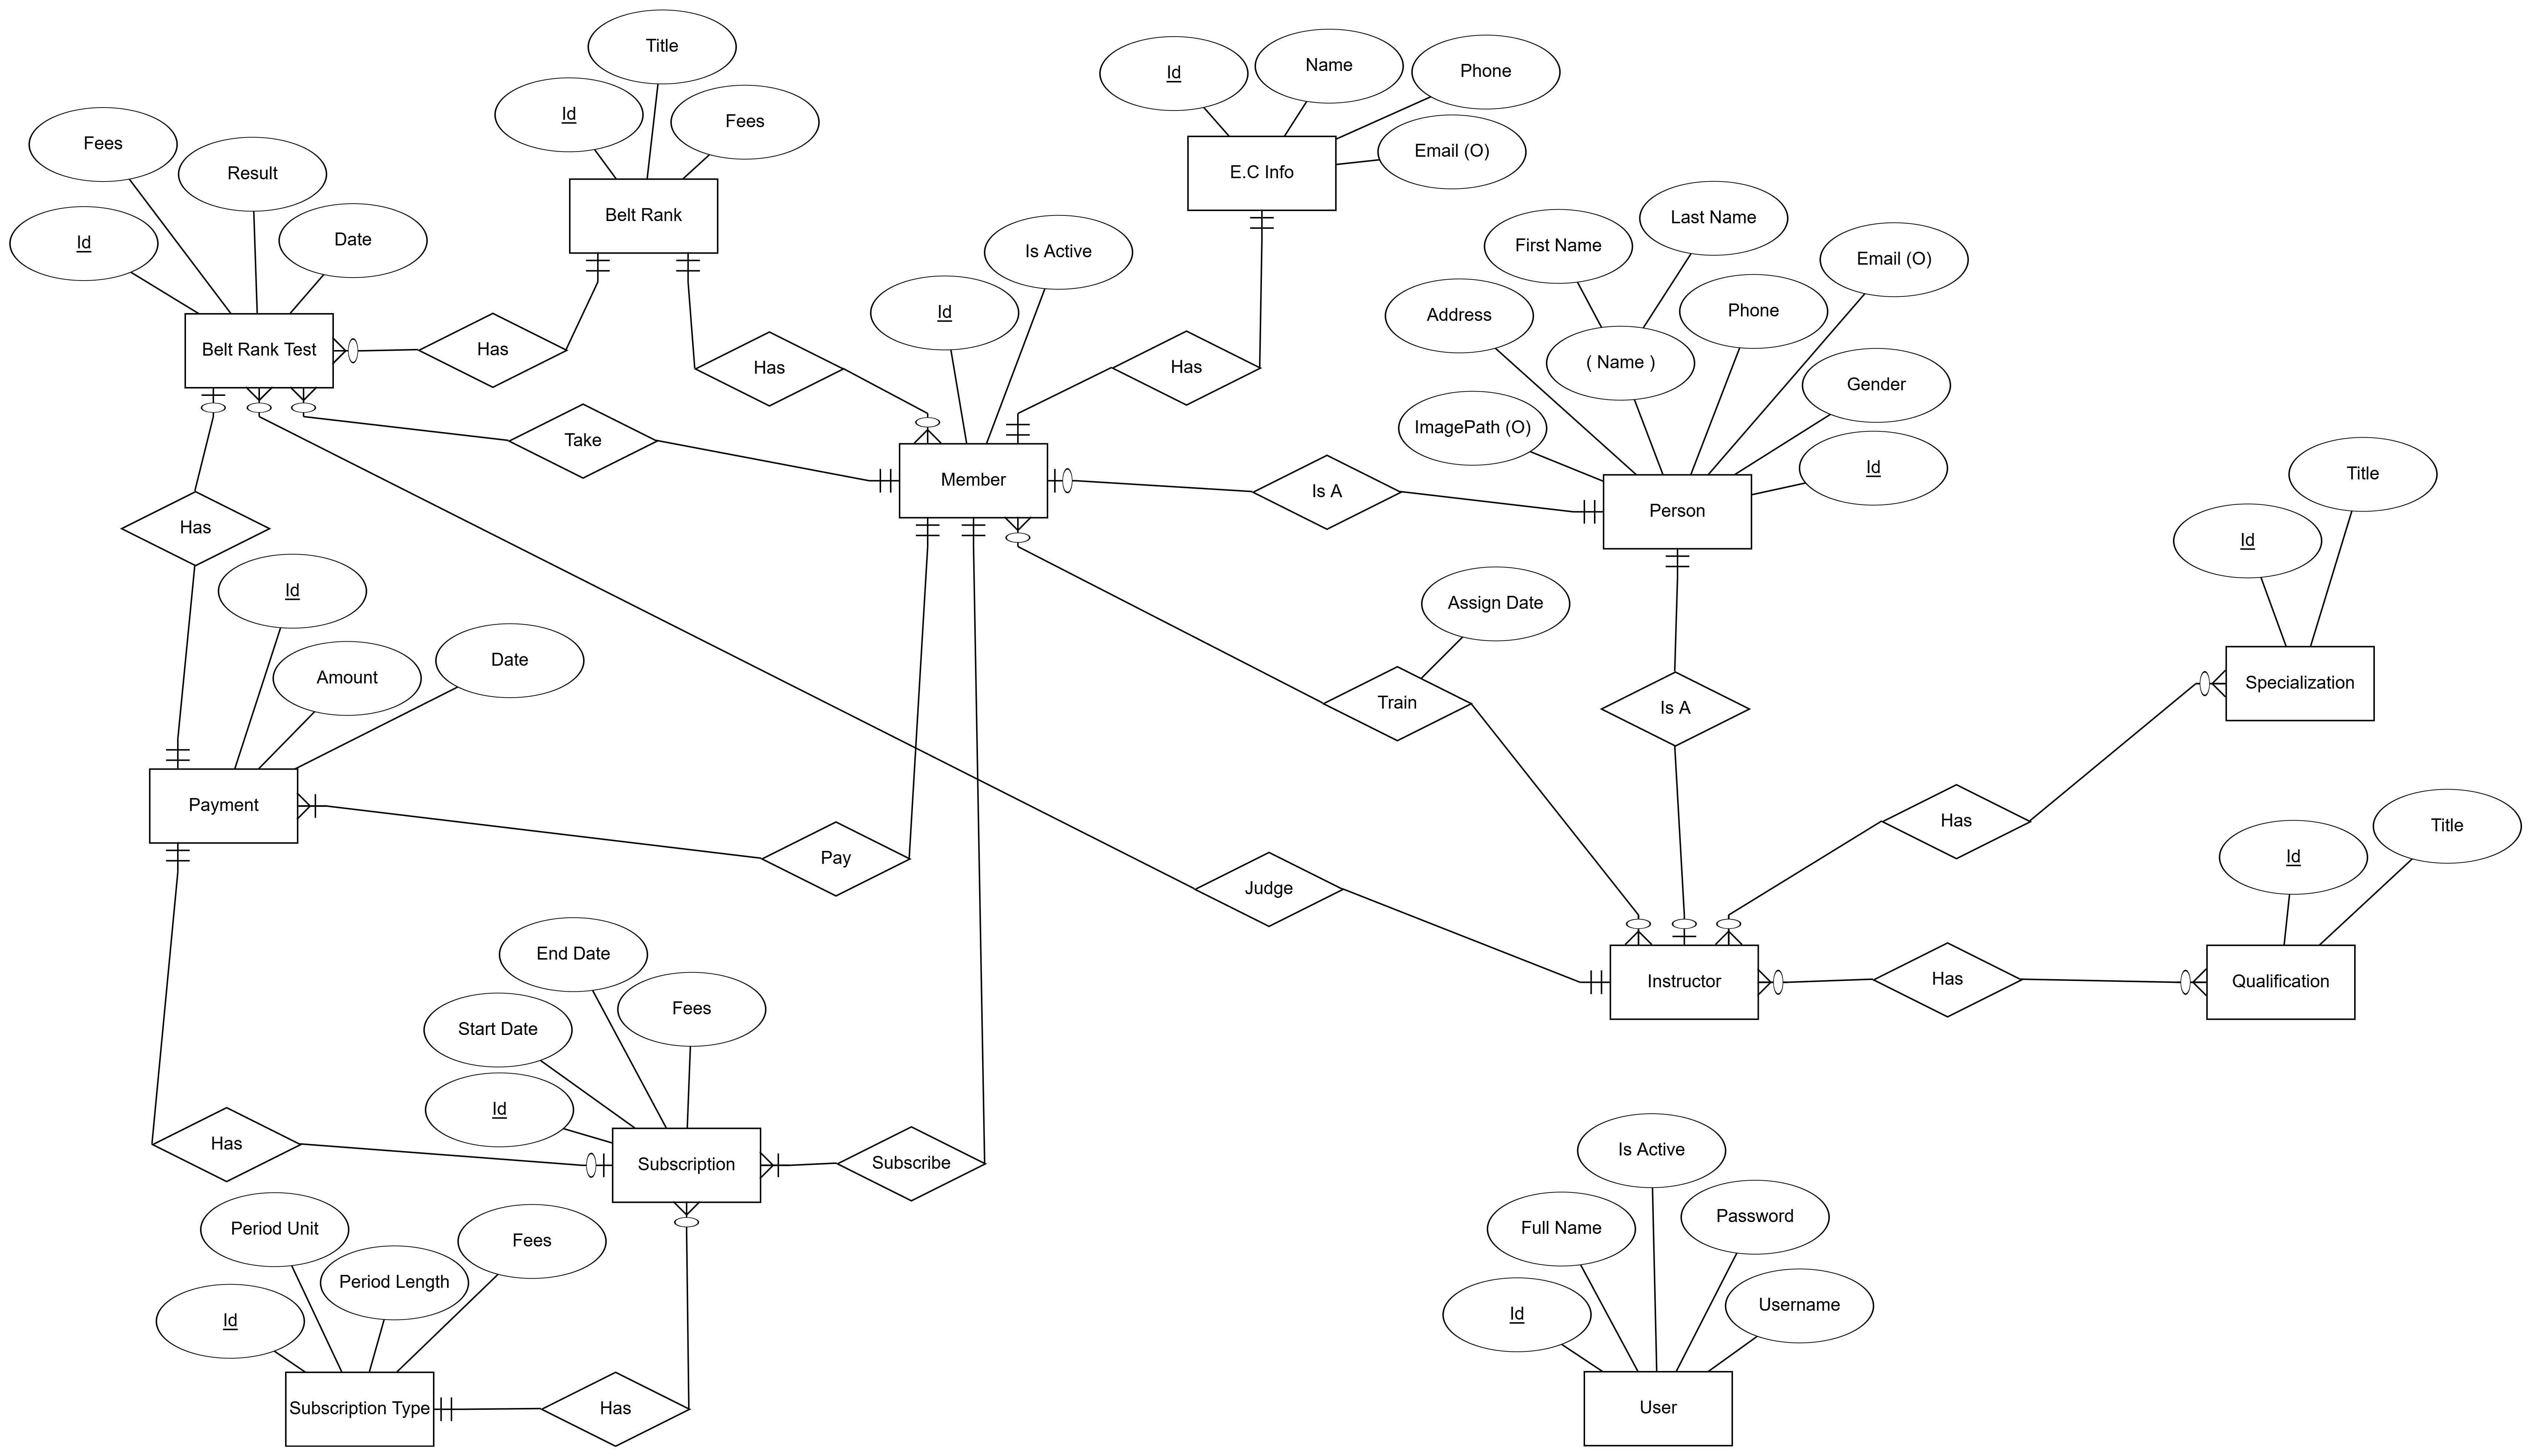 Title
Id
Fees
Belt Rank
Fees
Result
Id
Date
Belt Rank Test
Has
Has
Take
Id
Name
Phone
Email (O)
E.C Info
Is Active
Id
Has
Member
First Name
Last Name
Email (O)
Address
( Name )
Phone
Gender
ImagePath (O)
Id
Is A
Person
Title
Id
Specialization
Has
Id
Amount
Date
Payment
Pay
Assign Date
Train
Is A
Judge
Has
Id
Title
Instructor
Has
Qualification
End Date
Start Date
Fees
Id
Has
Subscription
Subscribe
Period Unit
Period Length
Fees
Id
Subscription Type
Has
Is Active
Full Name
Password
Id
Username
User